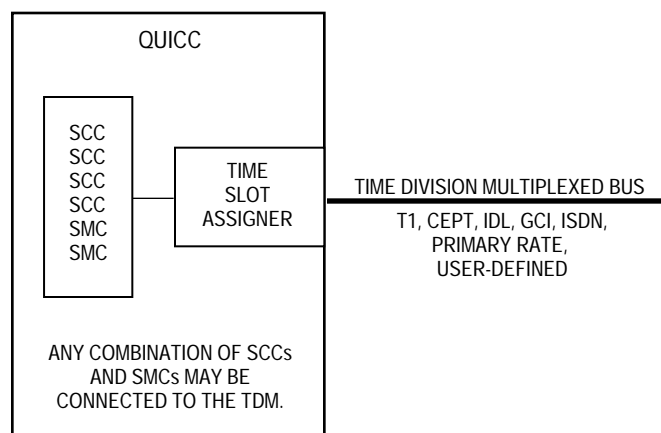 QUICC
SCC
SCC
SCC
SCC
SMC
SMC
TIME
SLOT
ASSIGNER
TIME DIVISION MULTIPLEXED BUS
T1, CEPT, IDL, GCI, ISDN,
PRIMARY RATE,
USER-DEFINED
ANY COMBINATION OF SCCs
AND SMCs MAY BE
CONNECTED TO THE TDM.